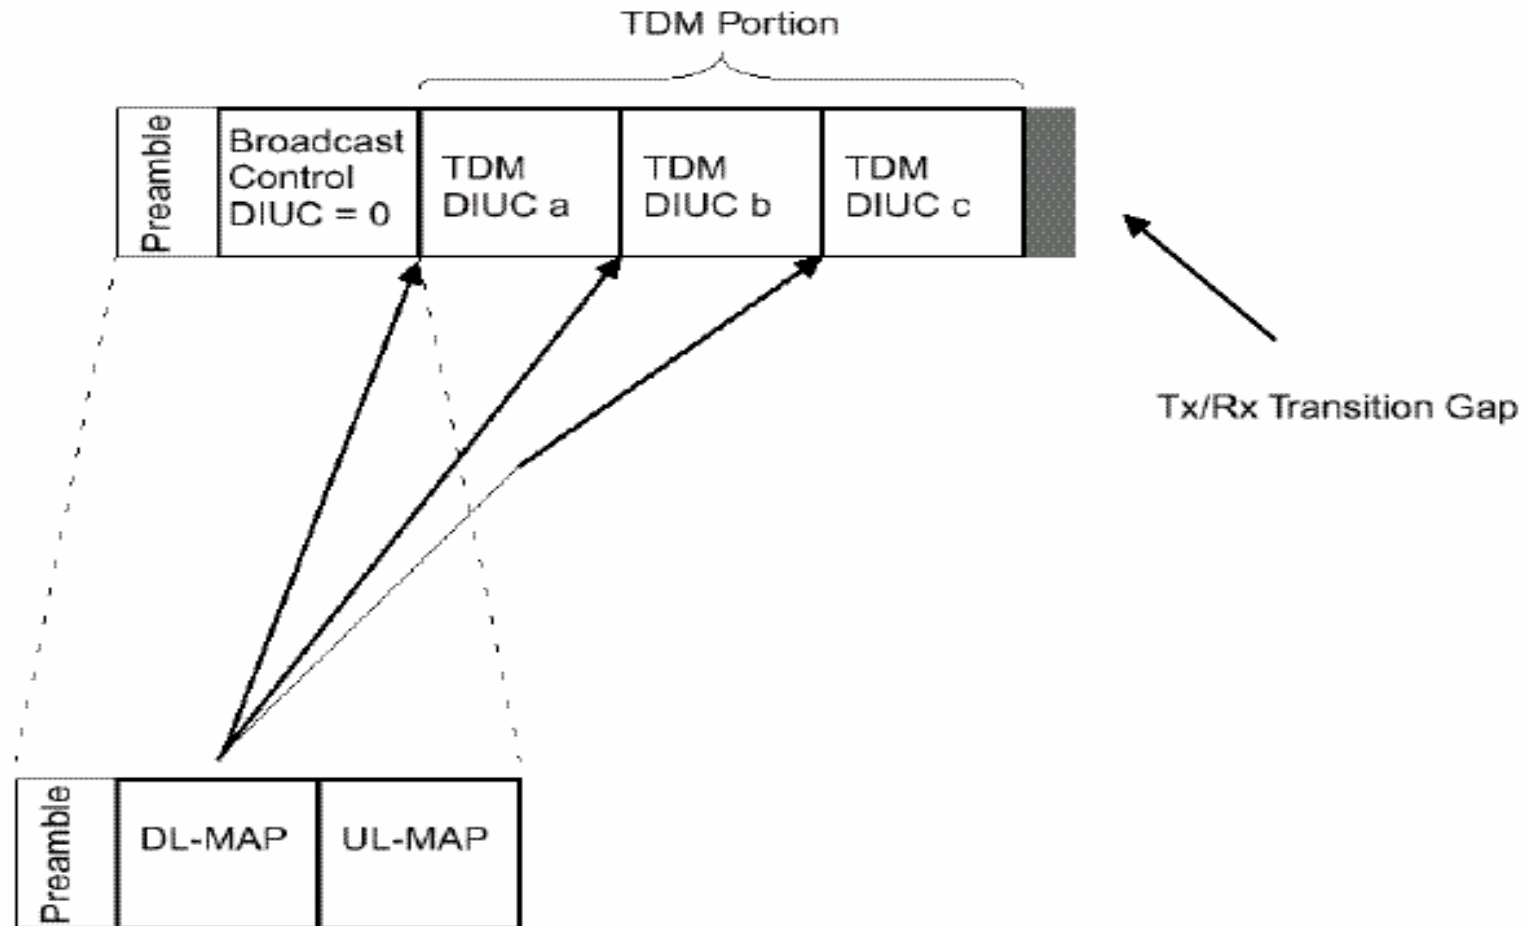 TDM Portion
Preamble
Broadcast
Control
DIUC = 0
TDM
DIUC a
TDM
DIUC b
TDM
DIUC c
Tx/Rx Transition Gap
Preamble
DL-MAP
UL-MAP